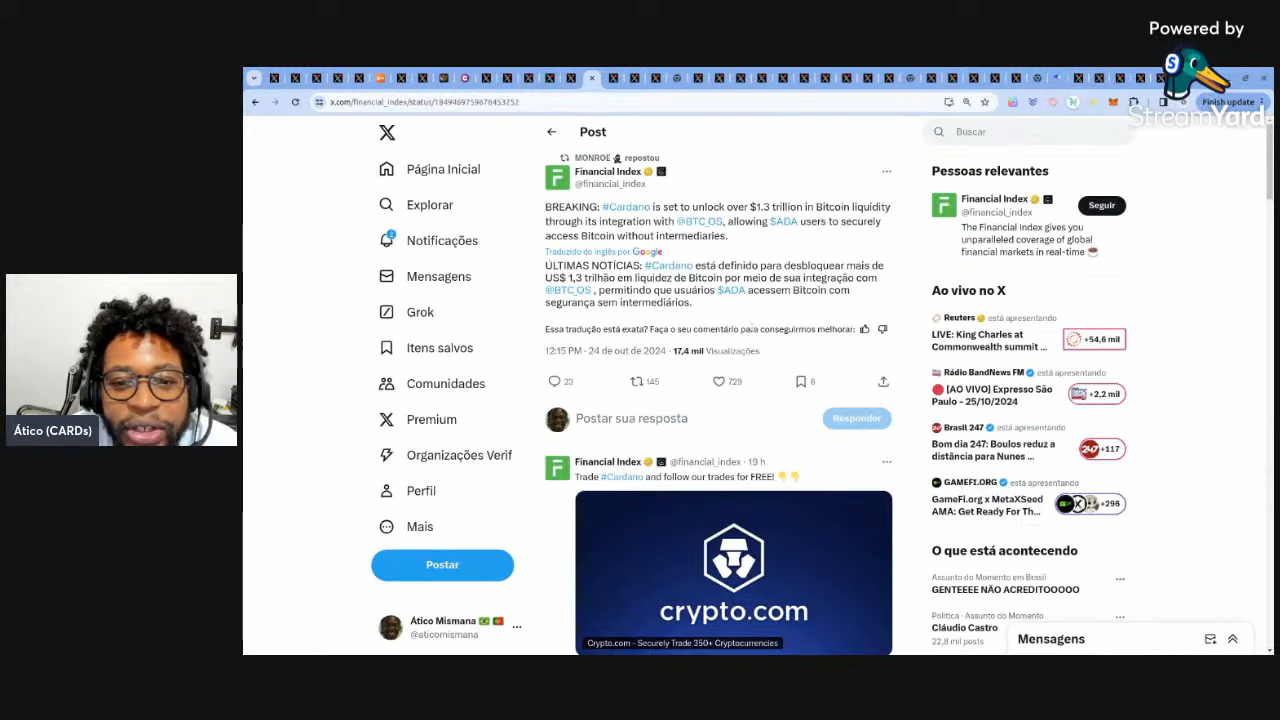 Powered by
StreamYard
x.com/financial_index/status/1849469759676453252
Finish update
Post
Buscar
Página Inicial
Explorar
2
Notificações
Mensagens
Grok
Itens salvos
Comunidades
Premium
Organizações Verif
Perfil
Mais
Postar
Ático Mismana
@aticomismana
MONROE repostou
Financial Index
@financial_index
BREAKING: #Cardano is set to unlock over $1.3 trillion in Bitcoin liquidity
through its integration with @BTC_OS, allowing $ADA users to securely
access Bitcoin without intermediaries.
Traduzido do inglês por Google
ÚLTIMAS NOTÍCIAS: #Cardano está definido para desbloquear mais de
US$ 1,3 trilhão em liquidez de Bitcoin por meio de sua integração com
@BTC_OS , permitindo que usuários $ADA acessem Bitcoin com
segurança sem intermediários.
Essa tradução está exata? Faça o seu comentário para conseguirmos melhorar:
12:15 PM · 24 de out de 2024 · 17,4 mil Visualizações
23 145 729 6
Postar sua resposta
Responder
Financial Index @financial_index · 19 h
Trade #Cardano and follow our trades for FREE!
crypto.com
Crypto.com - Securely Trade 350+ Cryptocurrencies
Pessoas relevantes
Financial Index
@financial_index
Seguir
The Financial Index gives you
unparalleled coverage of global
financial markets in real-time
Ao vivo no X
Reuters está apresentando
LIVE: King Charles at
Commonwealth summit ...
+54,6 mil
Rádio BandNews FM está apresentando
[AO VIVO] Expresso São
Paulo - 25/10/2024
+2,2 mil
Brasil 247 está apresentando
Bom dia 247: Boulos reduz a
distância para Nunes ...
247 +117
GAMEFI.ORG está apresentando
GameFi.org x MetaXSeed
AMA: Get Ready For Th...
+296
O que está acontecendo
Assunto do Momento em Brasil
GENTEEEE NÃO ACREDITOOOOO
Política · Assunto do Momento
Cláudio Castro
22,8 mil posts
Mensagens
Ático (CARDs)